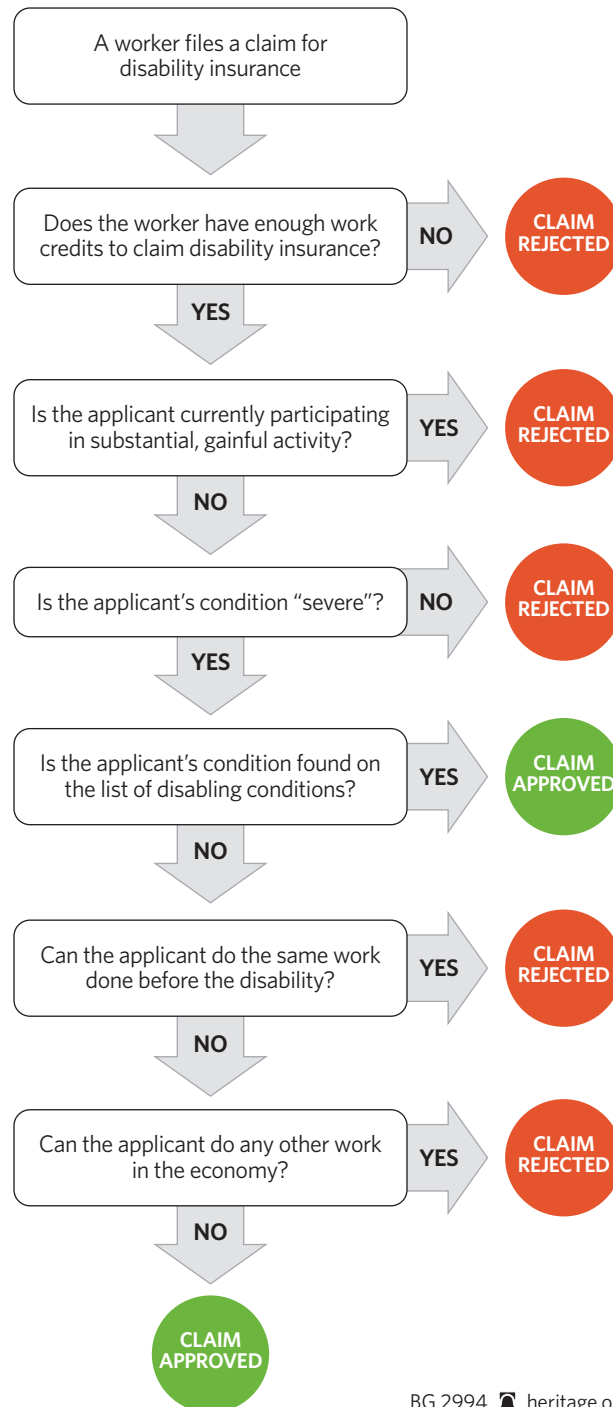 A worker files a claim for
disability insurance
Does the worker have enough work
credits to claim disability insurance?
NO
CLAIM
REJECTED
YES
Is the applicant currently participating
in substantial, gainful activity?
YES
CLAIM
REJECTED
NO
Is the applicant’s condition “severe”?
NO
CLAIM
REJECTED
YES
Is the applicant’s condition found on
the list of disabling conditions?
YES
CLAIM
APPROVED
NO
Can the applicant do the same work
done before the disability?
YES
CLAIM
REJECTED
NO
Can the applicant do any other work
in the economy?
YES
CLAIM
REJECTED
NO
CLAIM
APPROVED
BG 2994 heritage.o